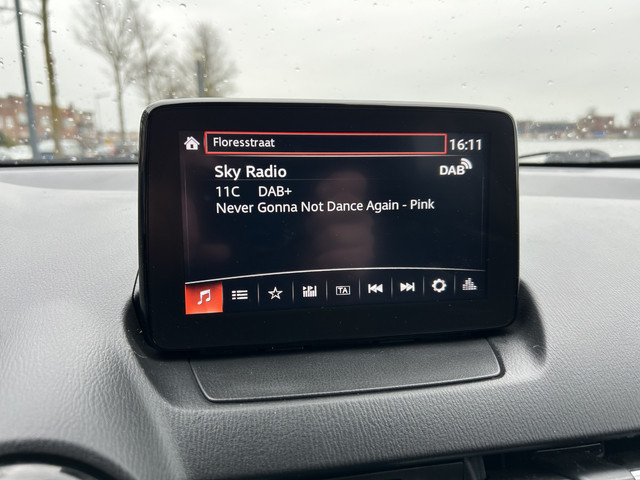 Floresstraat 16:11
Sky Radio DAB
11C DAB+
Never Gonna Not Dance Again - Pink
TA